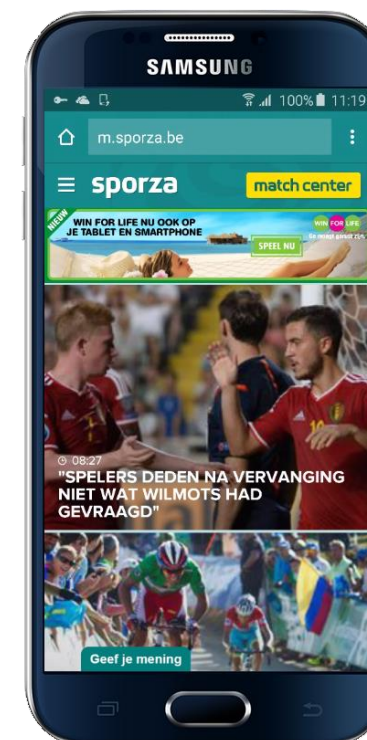 SAMSUNG
100% 11:19
m.sporza.be
sporza
match center
NIEUW
WIN FOR LIFE NU OOK OP
JE TABLET EN SMARTPHONE
WIN FOR LIFE
SPEEL NU
08:27
"SPELERS DEDEN NA VERVANGING
NIET WAT WILMOTS HAD
GEVRAAGD"
10
Geef je mening